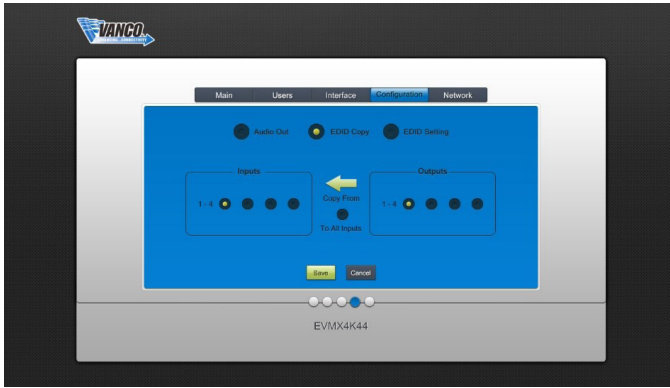 VANCO
Main Users Interface Configuration Network
Audio Out EDID Copy EDID Setting
Inputs Outputs
1 - 4 Copy From 1 - 4
To All Inputs
Save Cancel
EVMX4K44